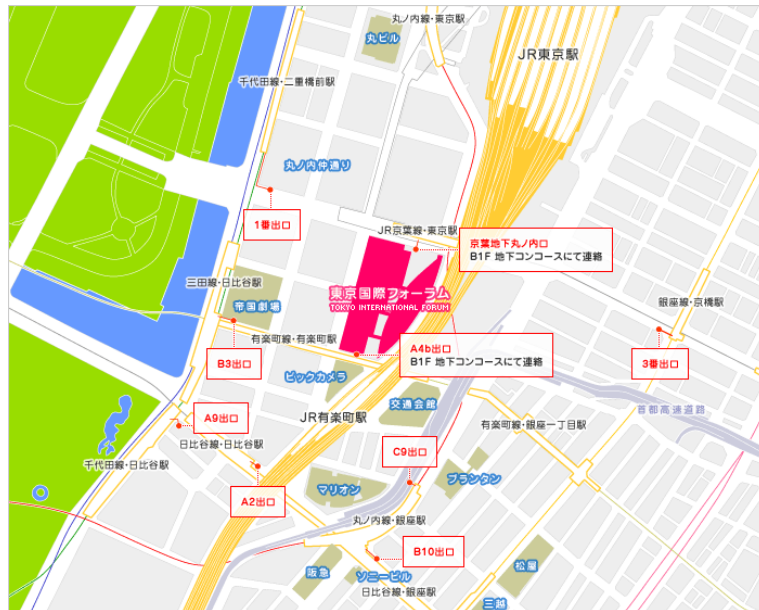 丸ノ内線・東京駅
丸ビル
JR東京駅
千代田線・二重橋前駅
丸ノ内仲通り
1番出口
JR京葉線・東京駅
京葉地下丸ノ内口
B1F 地下コンコースにて連絡
三田線・日比谷駅
東京国際フォーラム
TOKYO INTERNATIONAL FORUM
帝国劇場
銀座線・京橋駅
有楽町線・有楽町駅
A4b出口
B1F 地下コンコースにて連絡
B3出口
3番出口
ビックカメラ
交通会館
首都高速道路
A9出口
JR有楽町駅
有楽町線・銀座一丁目駅
日比谷線・日比谷駅
C9出口
千代田線・日比谷駅
プランタン
マリオン
A2出口
丸ノ内線・銀座駅
B10出口
松屋
阪急
ソニービル
日比谷線・銀座駅
三越